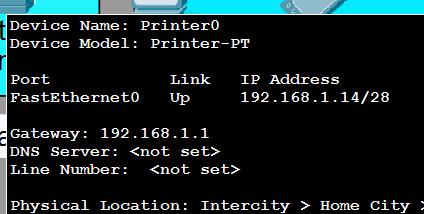 Device Name: Printer0
Device Model: Printer-PT
Port Link IP Address
FastEthernet0 Up 192.168.1.14/28
Gateway: 192.168.1.1
DNS Server: <not set>
Line Number: <not set>
Physical Location: Intercity > Home City >